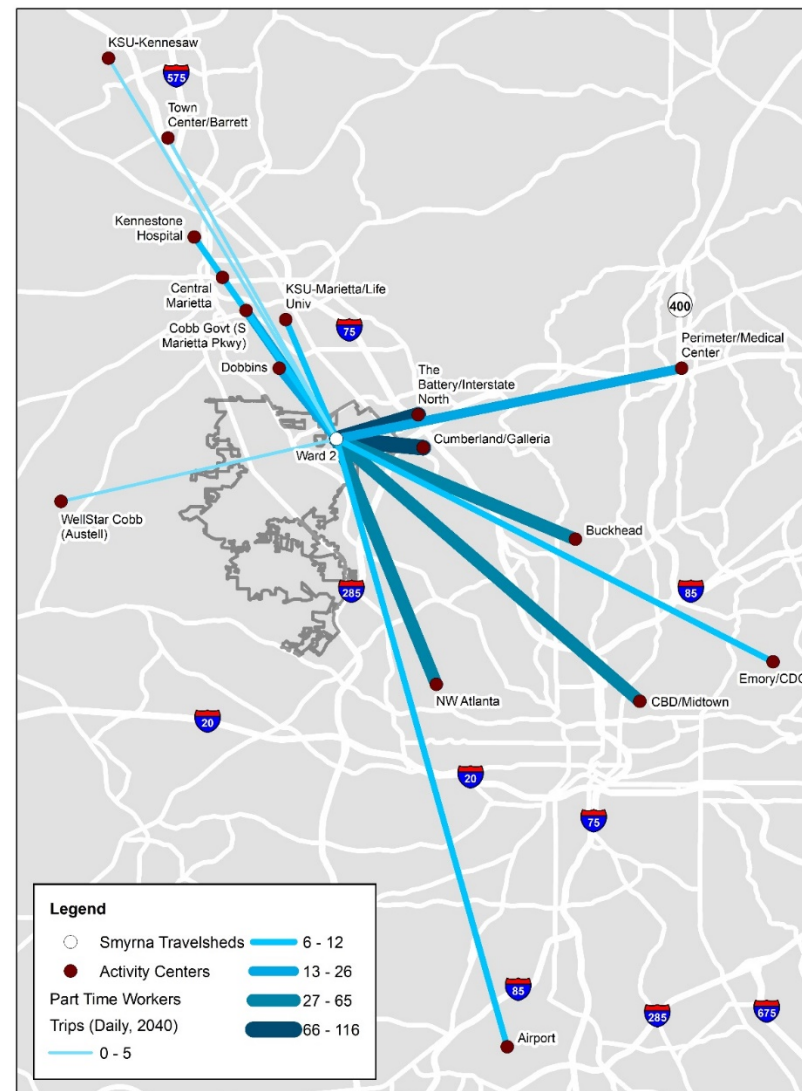 KSU-Kennesaw
575
Town
Center/Barrett
Kennestone
Hospital
Central
Marietta
KSU-Marietta/Life
Univ
Cobb Govt (S
Marietta Pkwy)
75
400
Dobbins
The
Battery/Interstate
North
Perimeter/Medical
Center
Cumberland/Galleria
Ward 2
WellStar Cobb
(Austell)
Buckhead
285
85
Emory/CDC
NW Atlanta
CBD/Midtown
20
20
75
Legend
Smyrna Travelsheds
Activity Centers
Part Time Workers
Trips (Daily, 2040)
0 - 5
6 - 12
13 - 26
27 - 65
66 - 116
85
285
675
Airport